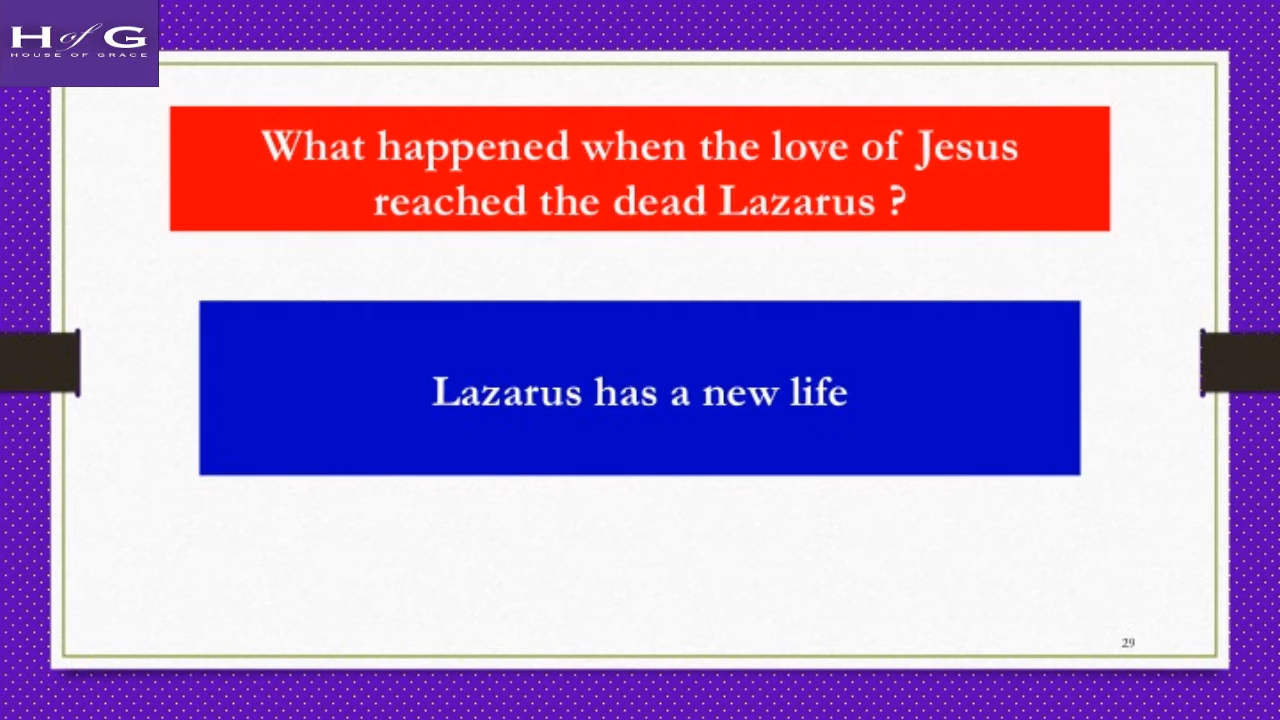 H of G
HOUSE OF GRACE
What happened when the love of Jesus
reached the dead Lazarus ?
Lazarus has a new life
29